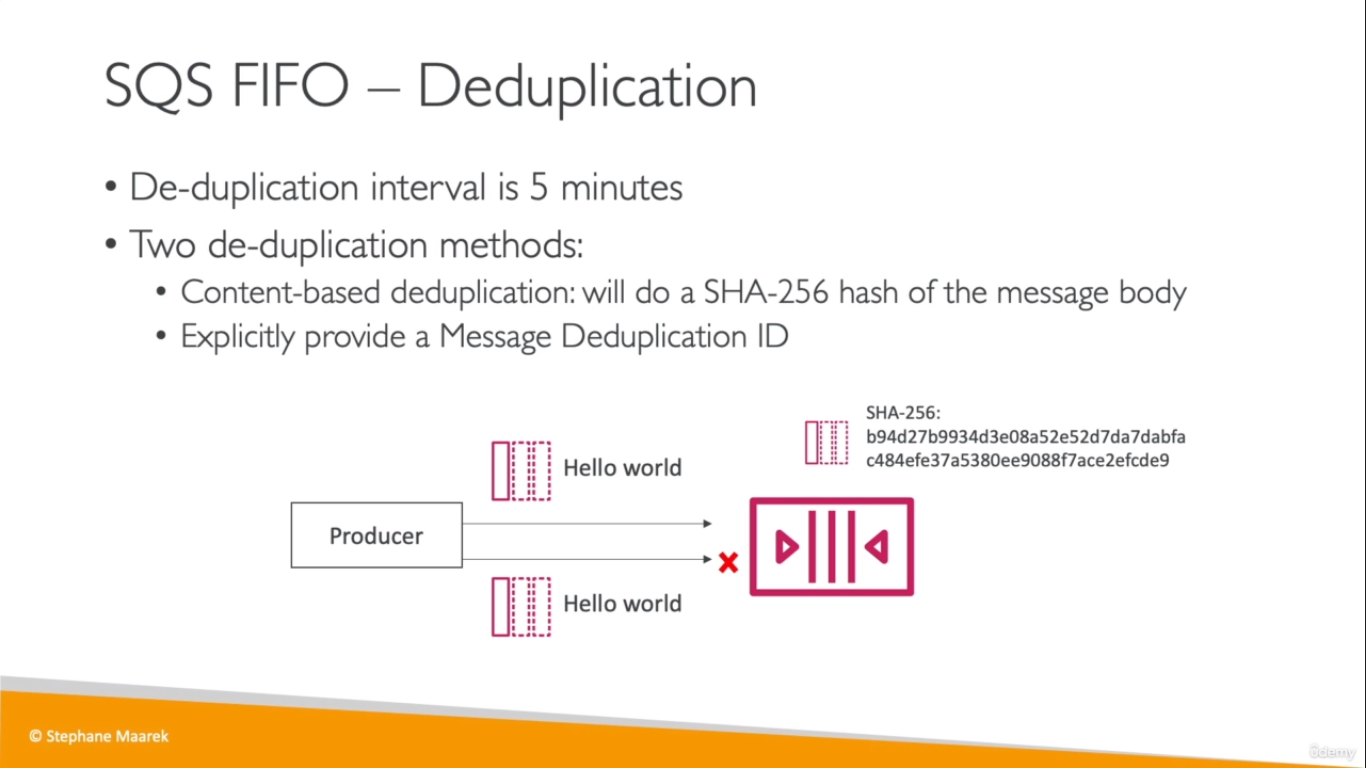 SQS FIFO – Deduplication
• De-duplication interval is 5 minutes
• Two de-duplication methods:
• Content-based deduplication: will do a SHA-256 hash of the message body
• Explicitly provide a Message Deduplication ID
SHA-256:
b94d27b9934d3e08a52e52d7da7dabfa
c484efe37a5380ee9088f7ace2efcde9
Hello world
Producer
Hello world
© Stephane Maarek
ûdemy